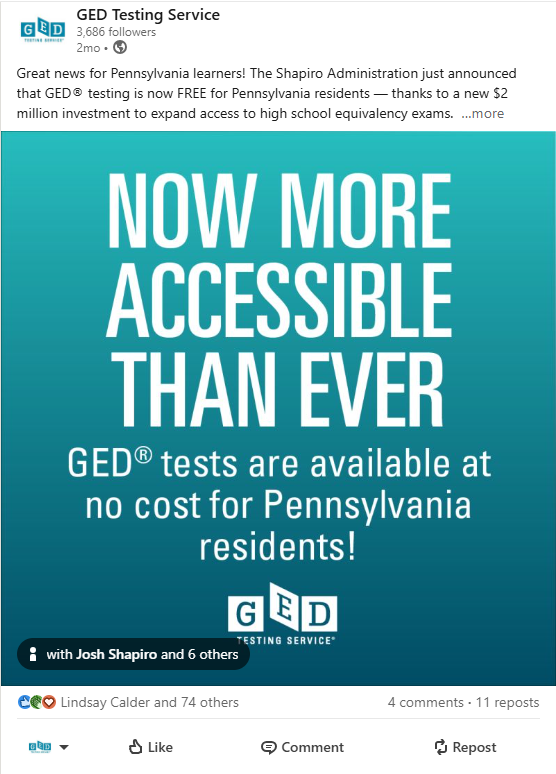 GED
TESTING SERVICE
GED Testing Service
3,686 followers
2mo •
Great news for Pennsylvania learners! The Shapiro Administration just announced
that GED® testing is now FREE for Pennsylvania residents — thanks to a new $2
million investment to expand access to high school equivalency exams. ...more
NOW MORE
ACCESSIBLE
THAN EVER
GED® tests are available at
no cost for Pennsylvania
residents!
GED
TESTING SERVICE®
with Josh Shapiro and 6 others
Lindsay Calder and 74 others
4 comments · 11 reposts
Like
Comment
Repost